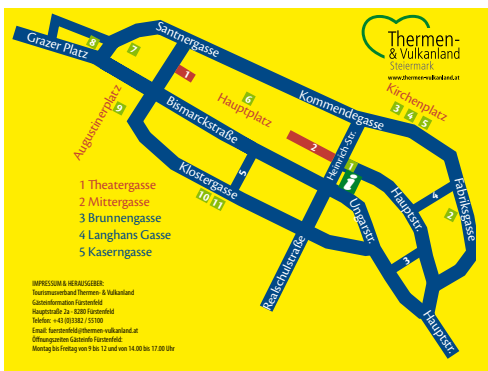 Thermen-
& Vulkanland
Steiermark
www.thermen-vulkanland.at
Grazer Platz
8
7
Santnergasse
1
6
Hauptplatz
Kommendegasse
Kirchenplatz
3
4
5
Augustinerplatz
9
Bismarckstraße
2
Heinrich-Str.
1
i
Klostergasse
5
10 11
Ungarstr.
Hauptstr.
4
Fabriksgasse
2
3
Realschulstraße
Hauptstr.
1 Theatergasse
2 Mittergasse
3 Brunnengasse
4 Langhans Gasse
5 Kaserngasse
IMPRESSUM & HERAUSGEBER:
Tourismusverband Thermen- & Vulkanland
Gästeinformation Fürstenfeld
Hauptstraße 2a - 8280 Fürstenfeld
Telefon: +43 (0)3382 / 55100
Email: fuerstenfeld@thermen-vulkanland.at
Öffnungszeiten Gästeinfo Fürstenfeld:
Montag bis Freitag von 9 bis 12 und von 14.00 bis 17.00 Uhr